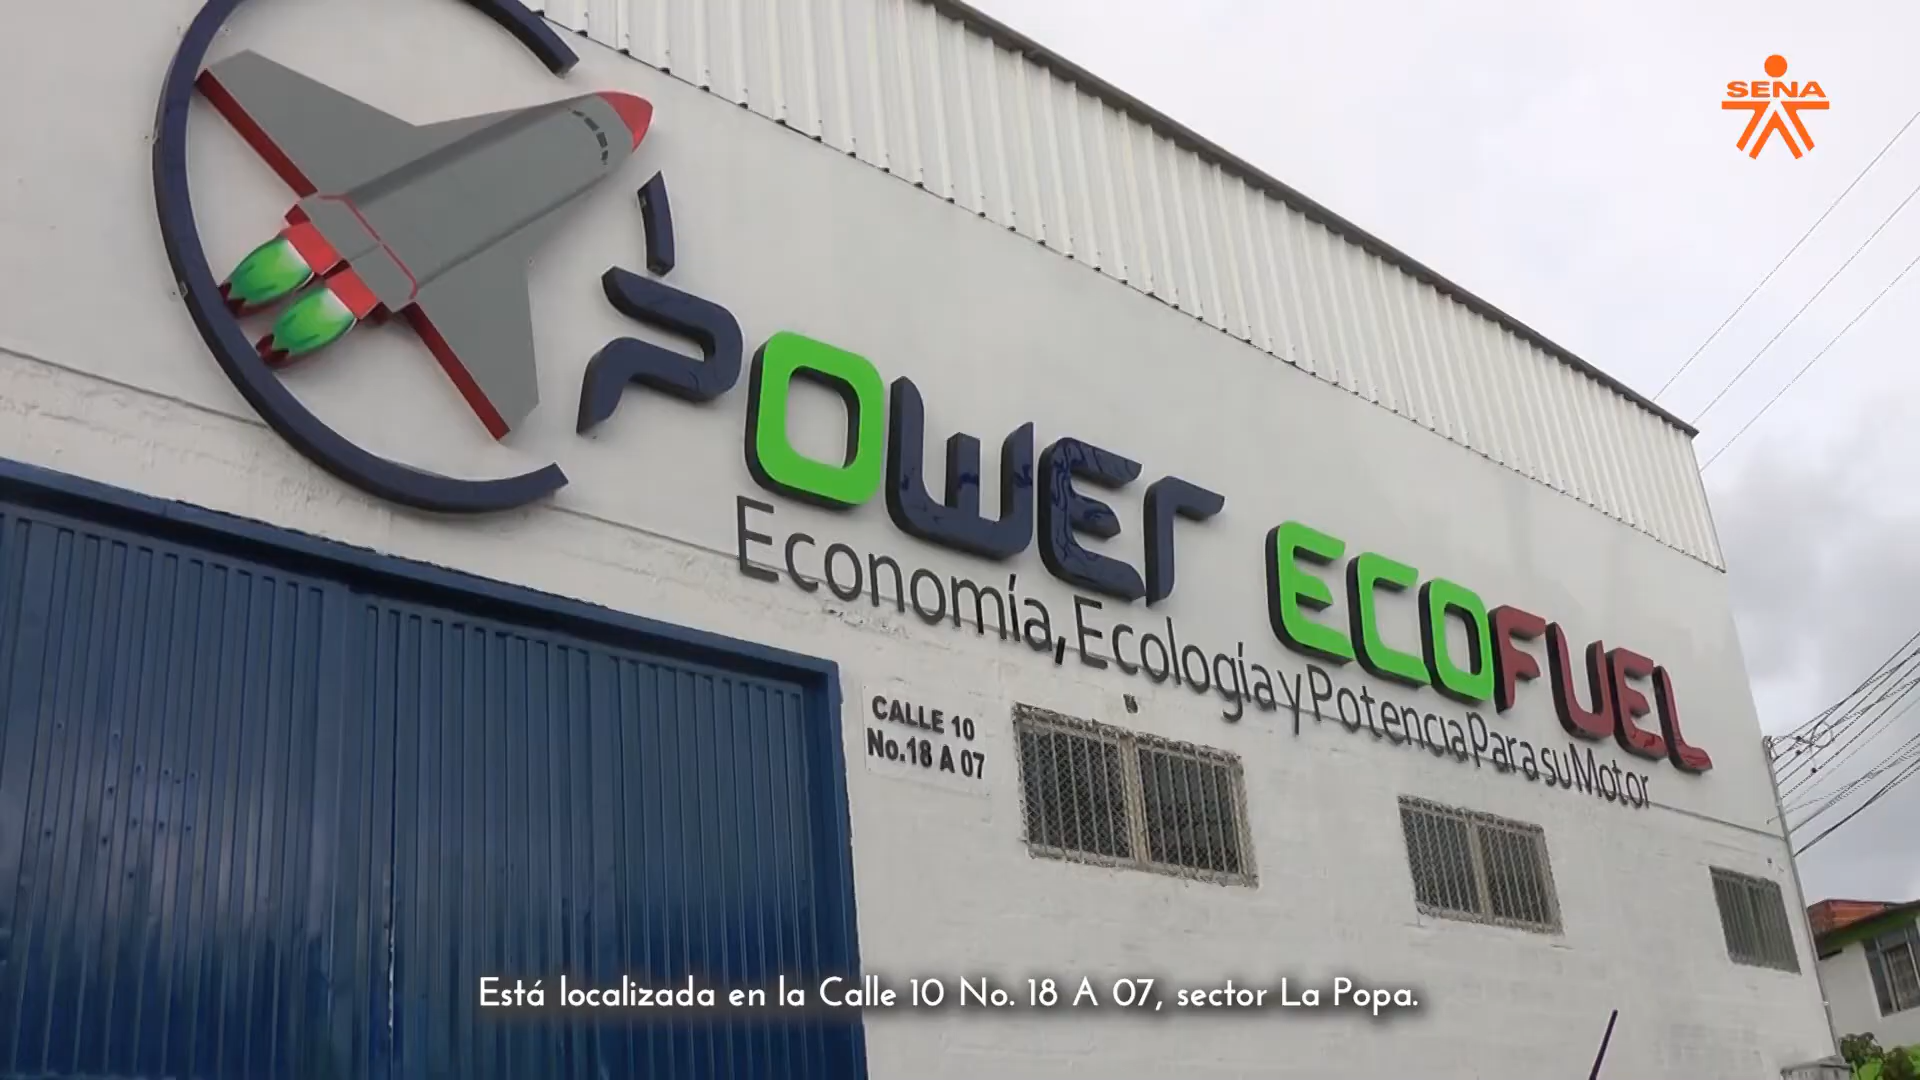 SENA
POWER ECOFUEL
Economía, Ecología y Potencia Para su Motor
CALLE 10
No.18 A 07
Está localizada en la Calle 10 No. 18 A 07, sector La Popa.